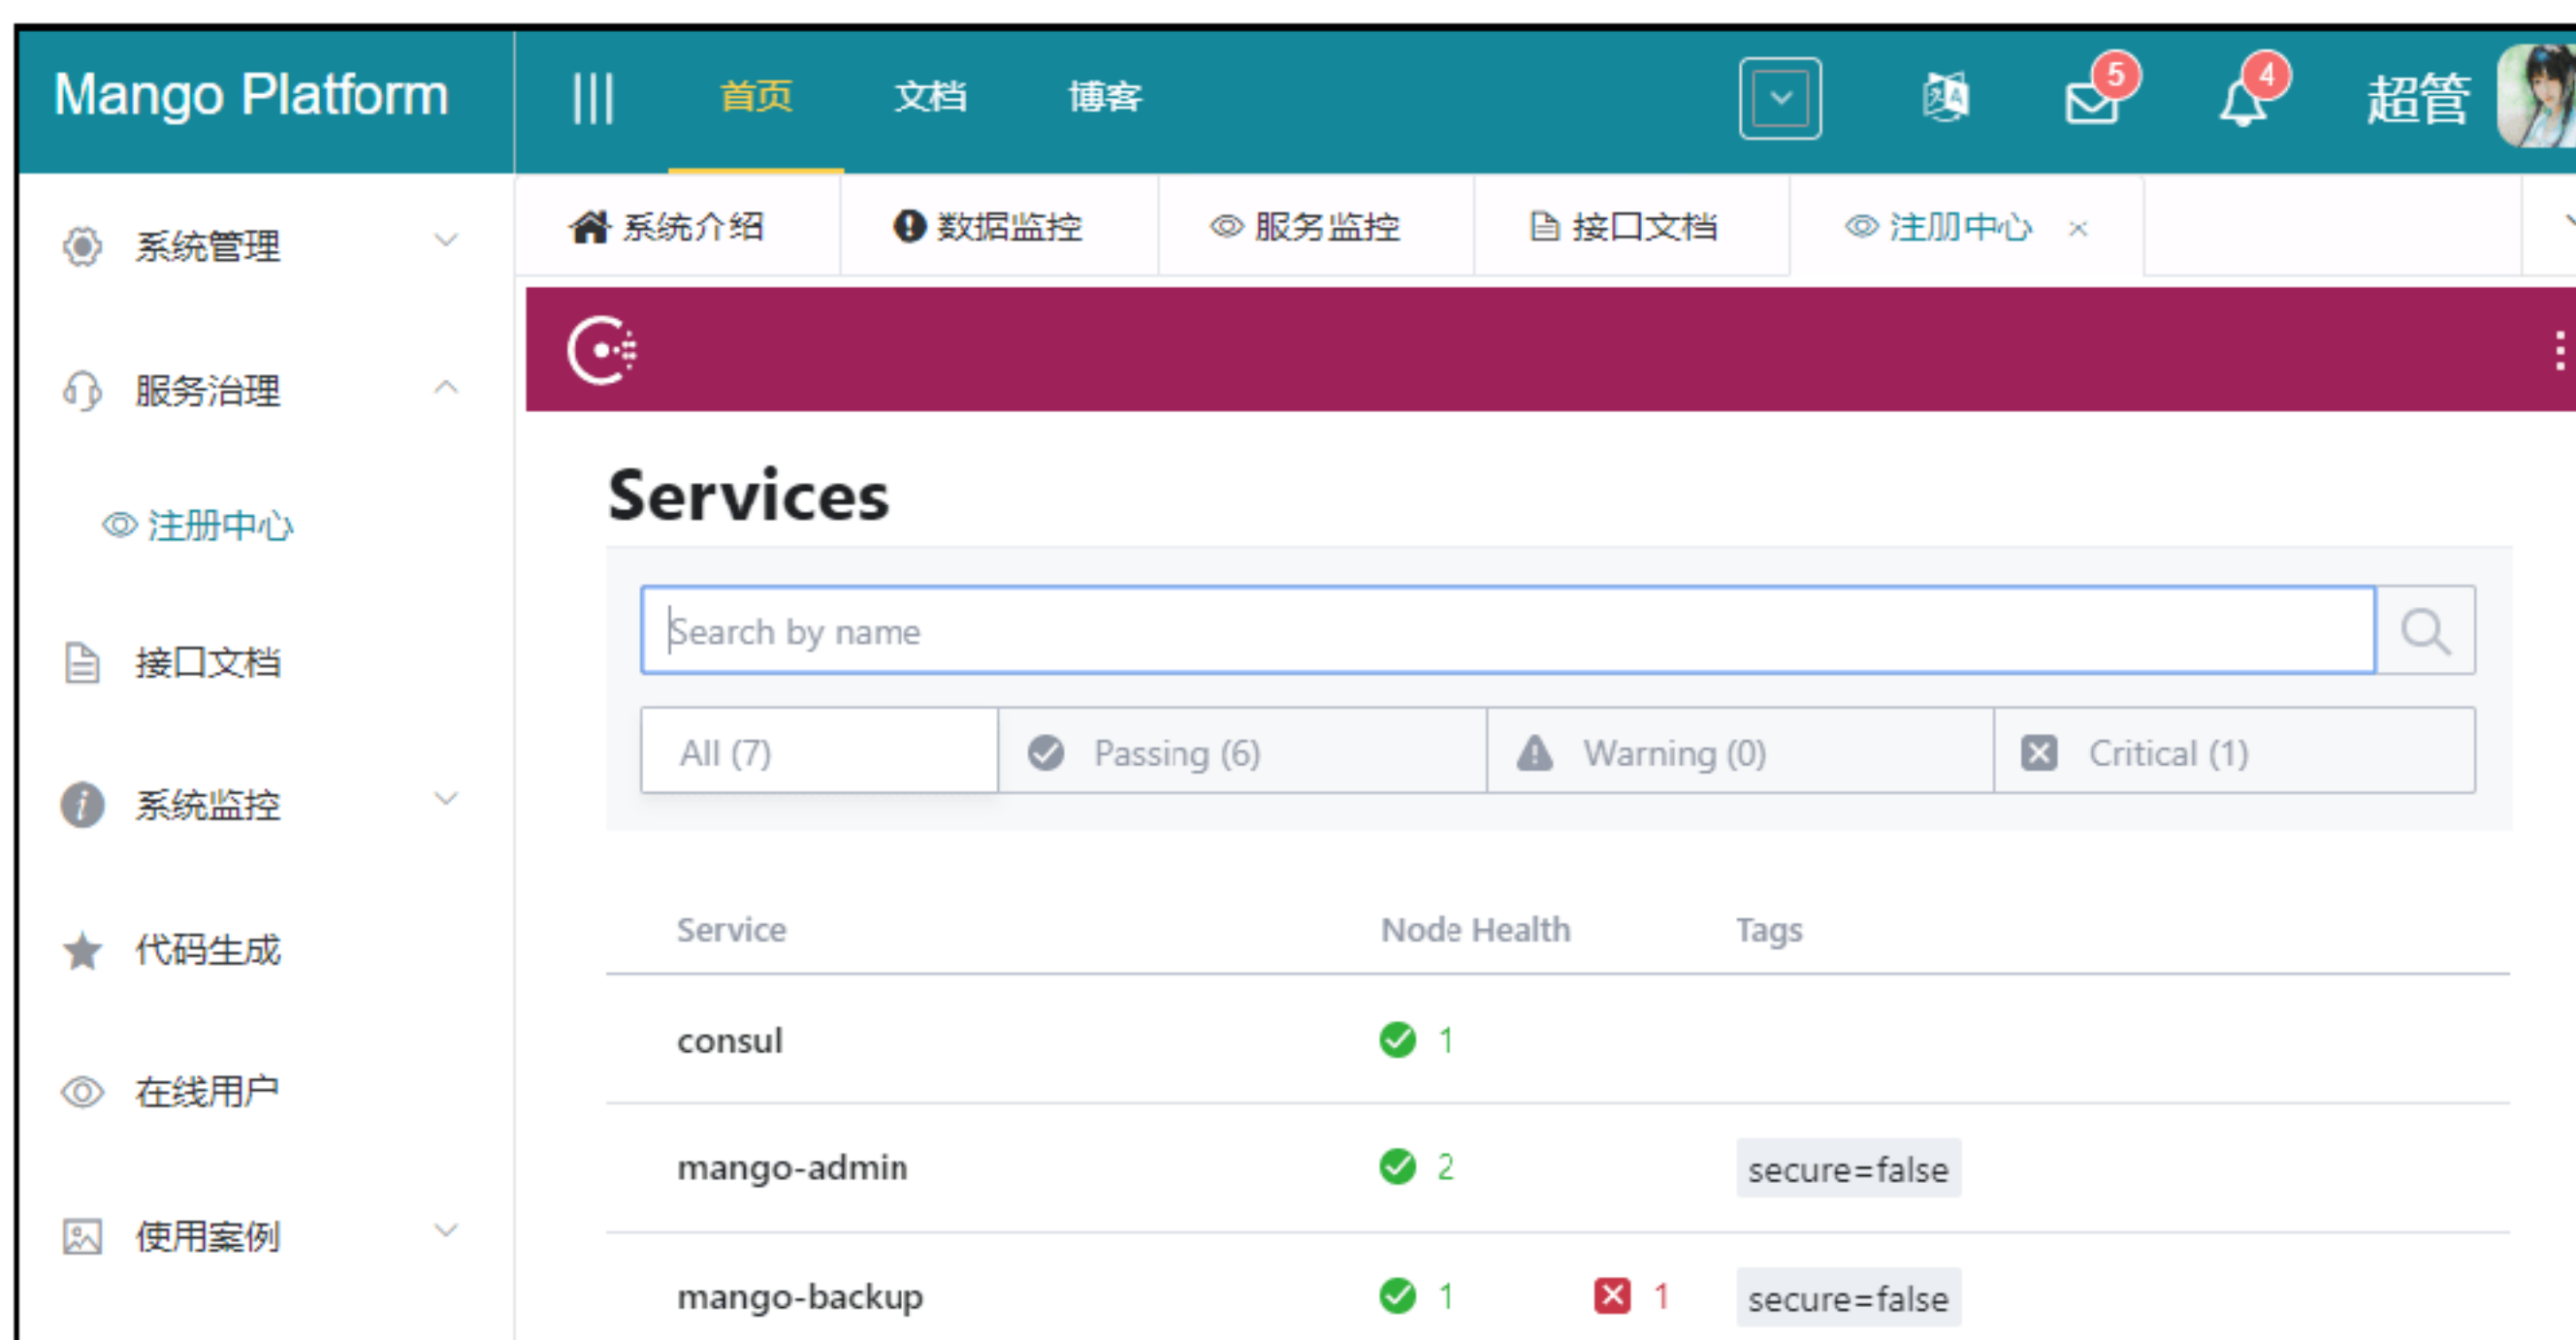 Mango Platform
首页 文档 博客 5 4 超管
系统介绍 数据监控 服务监控 接口文档 注册中心 ×
系统管理
服务治理
注册中心
接口文档
系统监控
代码生成
在线用户
使用案例
Services
Search by name
All (7) Passing (6) Warning (0) Critical (1)
Service Node Health Tags
consul 1
mango-admin 2 secure=false
mango-backup 1 1 secure=false